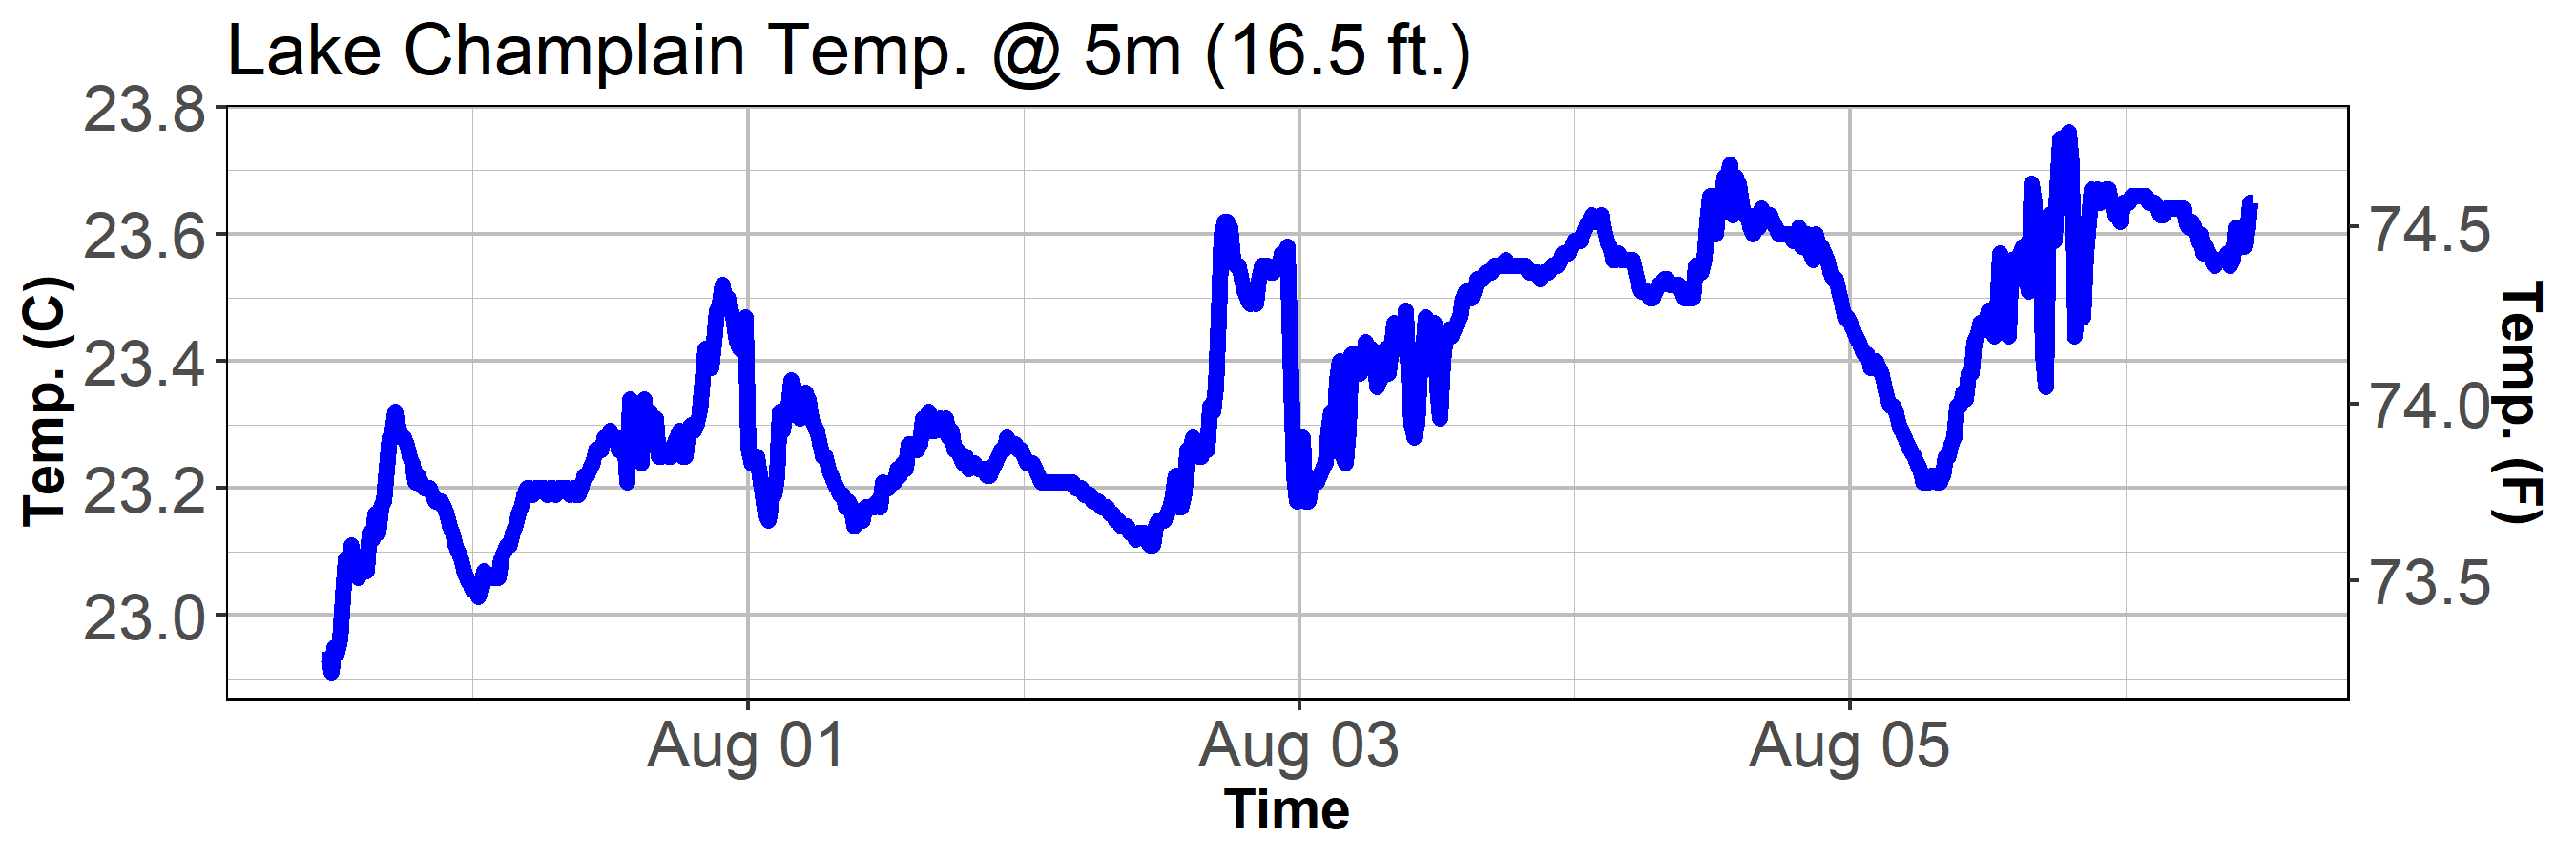 Lake Champlain Temp. @ 5m (16.5 ft.)
23.8
23.6
23.4
23.2
23.0
Temp. (C)
74.5
74.0
73.5
Temp. (F)
Aug 01 Aug 03 Aug 05
Time